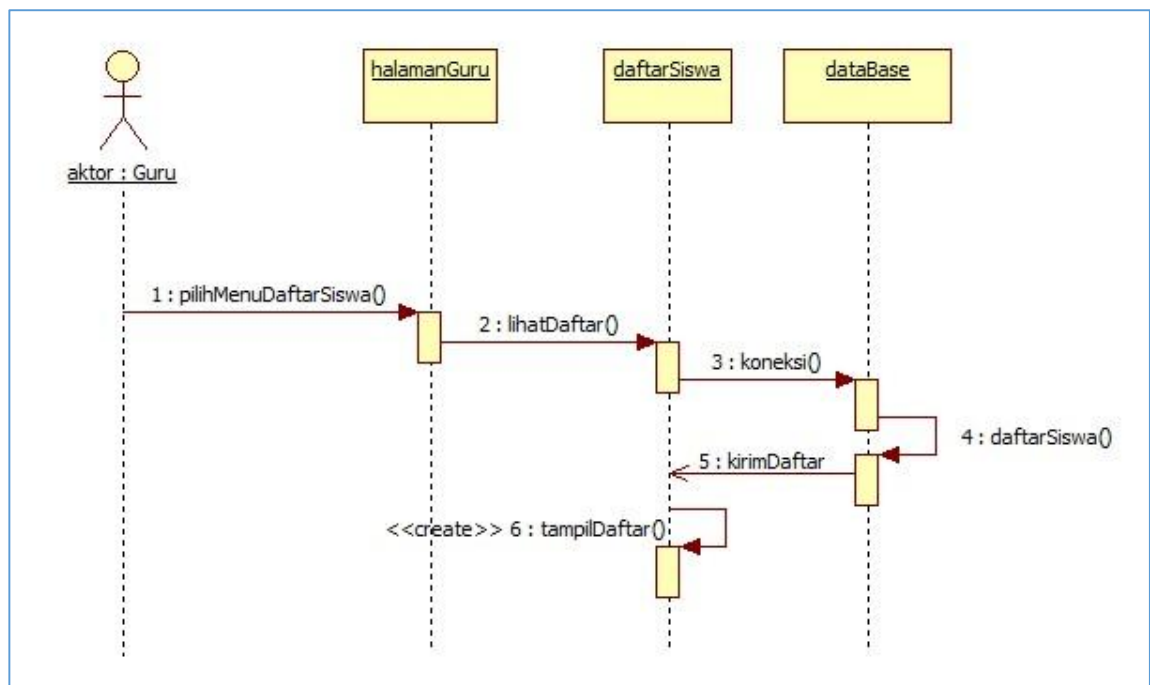 halamanGuru
daftarSiswa
dataBase
aktor : Guru
1 : pilihMenuDaftarSiswa()
2 : lihatDaftar()
3 : koneksi()
4 : daftarSiswa()
5 : kirimDaftar
<<create>> 6 : tampilDaftar()